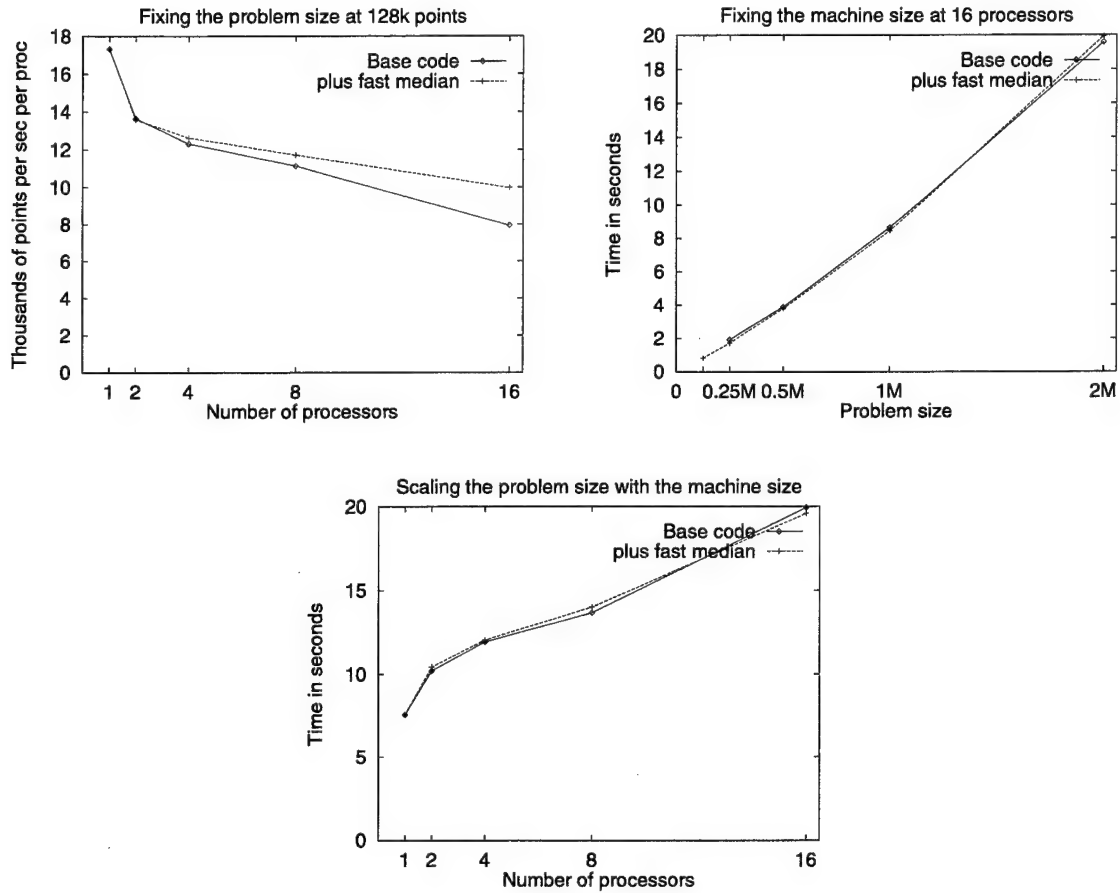 Fixing the problem size at 128k points
Thousands of points per sec per proc
18
16
14
12
10
8
6
4
2
0
Base code
plus fast median
1 2 4 8 16
Number of processors
Fixing the machine size at 16 processors
Time in seconds
20
18
16
14
12
10
8
6
4
2
0
Base code
plus fast median
0 0.25M 0.5M 1M 2M
Problem size
Scaling the problem size with the machine size
Time in seconds
20
15
10
5
0
Base code
plus fast median
1 2 4 8 16
Number of processors